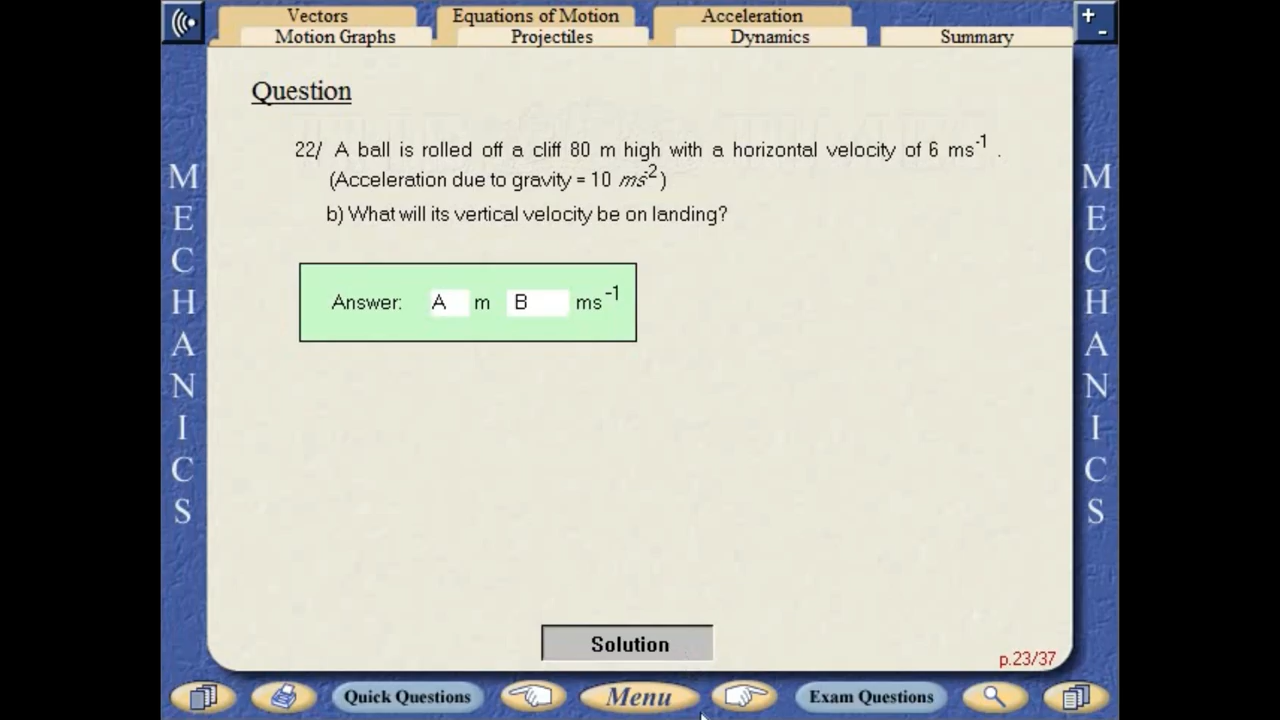 Vectors
Equations of Motion
Acceleration
+
-
Motion Graphs
Projectiles
Dynamics
Summary
Question
22/ A ball is rolled off a cliff 80 m high with a horizontal velocity of 6 ms-1 .
(Acceleration due to gravity = 10 ms-2)
b) What will its vertical velocity be on landing?
Answer: A m B ms-1
MECHANICS
MECHANICS
Solution
p.23/37
Quick Questions
Menu
Exam Questions